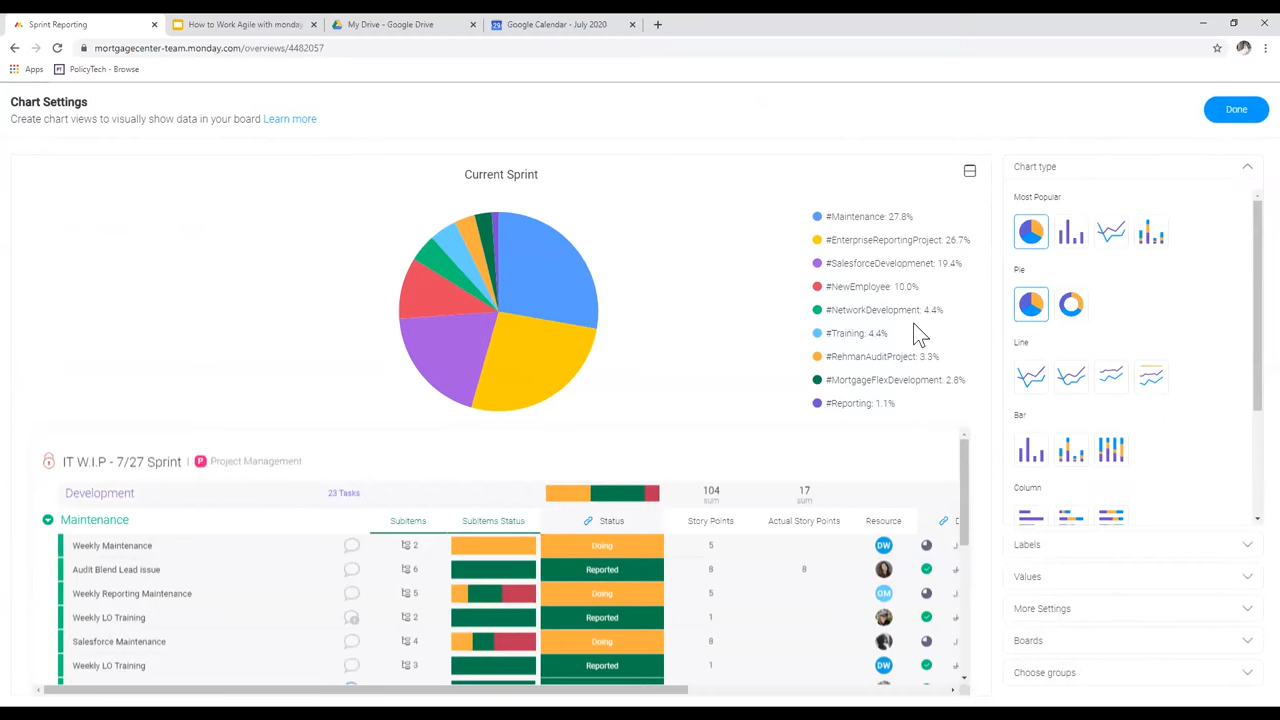 Sprint Reporting
How to Work Agile with monday
My Drive - Google Drive
Google Calendar - July 2020
mortgagecenter-team.monday.com/overviews/4482057
Apps
PolicyTech - Browse
Chart Settings
Create chart views to visually show data in your board Learn more
Done
Current Sprint
#Maintenance: 27.8%
#EnterpriseReportingProject: 26.7%
#SalesforceDevelopmenet: 19.4%
#NewEmployee: 10.0%
#NetworkDevelopment: 4.4%
#Training: 4.4%
#RehmanAuditProject: 3.3%
#MortgageFlexDevelopment: 2.8%
#Reporting: 1.1%
Chart type
Most Popular
Pie
Line
Bar
Column
Labels
Values
More Settings
Boards
Choose groups
IT W.I.P - 7/27 Sprint | Project Management
Development 23 Tasks 104 sum 17 sum
Maintenance Subitems Subitems Status Status Story Points Actual Story Points Resource
Weekly Maintenance 2 Doing 5 DW
Audit Blend Lead issue 6 Reported 8 8
Weekly Reporting Maintenance 5 Doing 5 OM
Weekly LO Training 2 Reported 1
Salesforce Maintenance 4 Doing 8
Weekly LO Training 3 Reported 1 DW